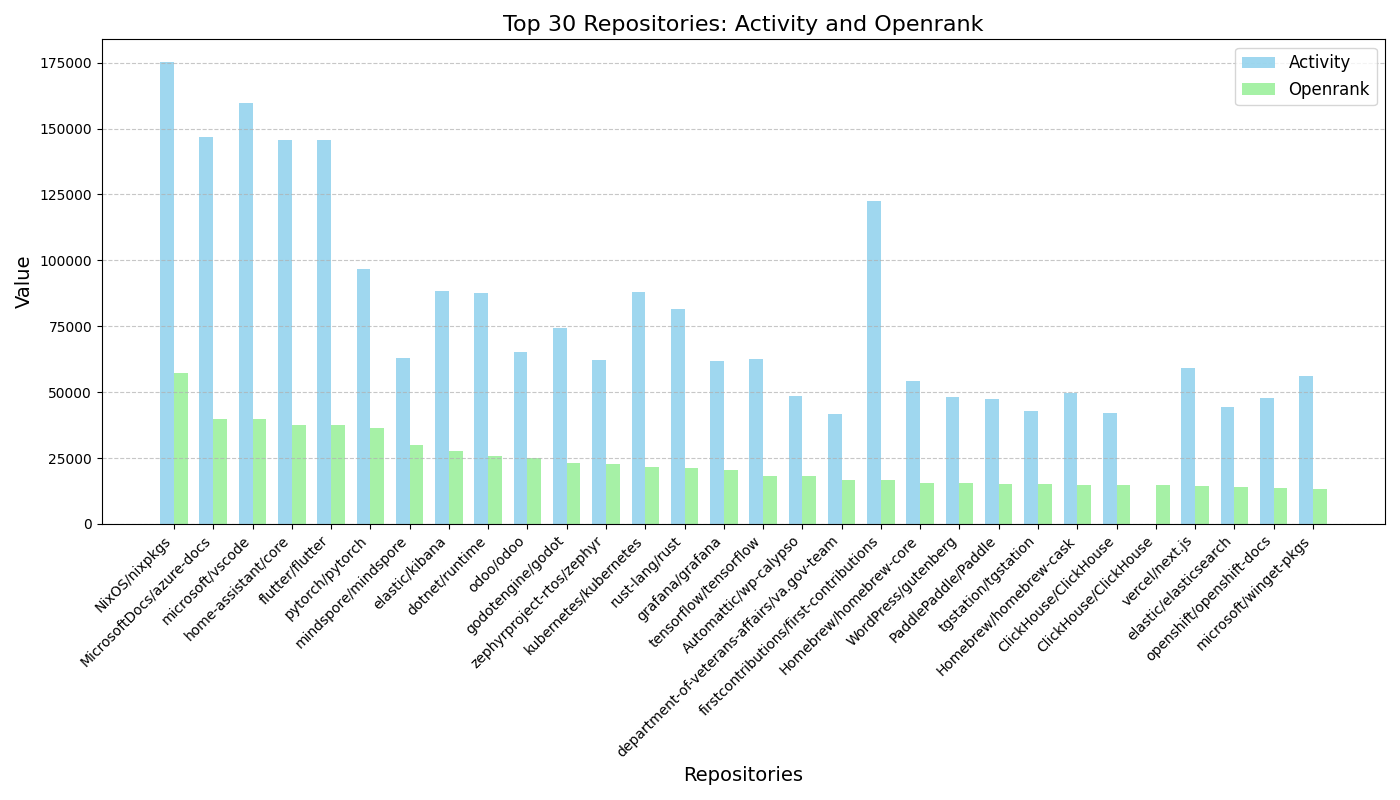 Top 30 Repositories: Activity and Openrank
Activity
Openrank
Value
175000
150000
125000
100000
75000
50000
25000
0
NixOS/nixpkgs
MicrosoftDocs/azure-docs
microsoft/vscode
home-assistant/core
flutter/flutter
pytorch/pytorch
mindspore/mindspore
elastic/kibana
dotnet/runtime
odoo/odoo
godotengine/godot
zephyrproject-rtos/zephyr
kubernetes/kubernetes
rust-lang/rust
grafana/grafana
tensorflow/tensorflow
Automattic/wp-calypso
department-of-veterans-affairs/va.gov-team
firstcontributions/first-contributions
Homebrew/homebrew-core
WordPress/gutenberg
PaddlePaddle/Paddle
tgstation/tgstation
Homebrew/homebrew-cask
ClickHouse/ClickHouse
ClickHouse/ClickHouse
vercel/next.js
elastic/elasticsearch
openshift/openshift-docs
microsoft/winget-pkgs
Repositories